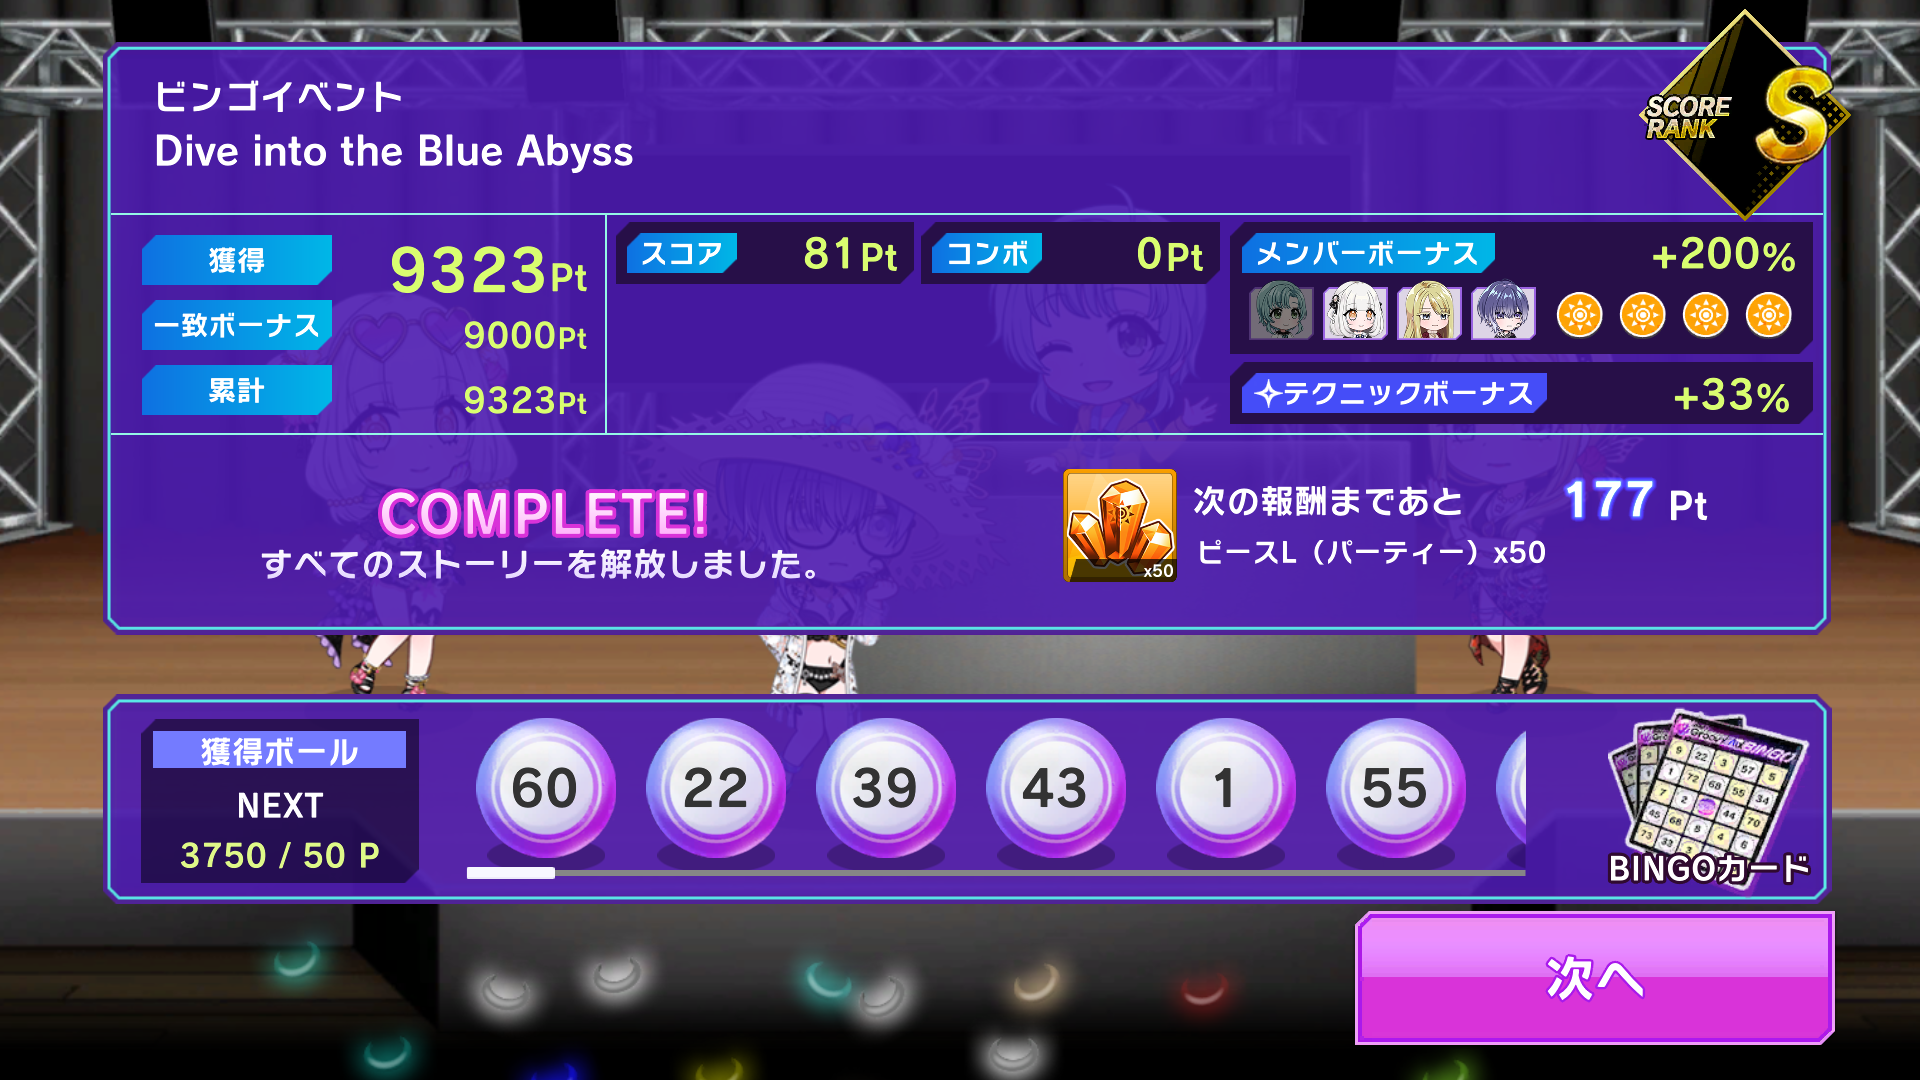 ビンゴイベント
Dive into the Blue Abyss
SCORE
RANK
S
獲得
9323Pt
一致ボーナス
9000Pt
累計
9323Pt
スコア
81Pt
コンボ
0Pt
メンバーボーナス
+200%
テクニックボーナス
+33%
COMPLETE!
すべてのストーリーを解放しました。
x50
次の報酬まであと
177 Pt
ピースL（パーティー）x50
獲得ボール
NEXT
3750 / 50 P
60 22 39 43 1 55
BINGOカード
次へ